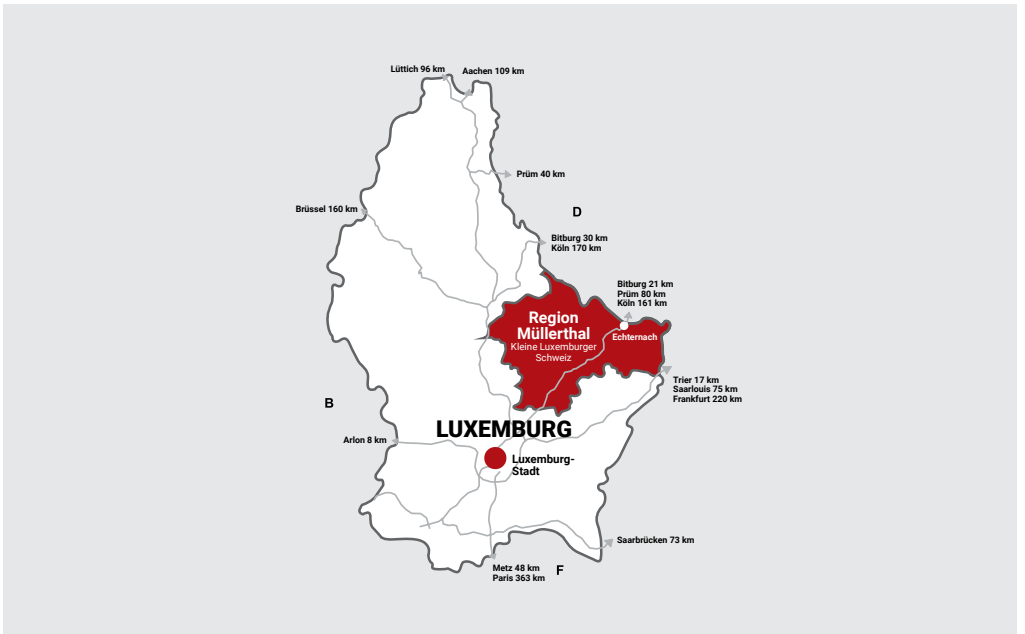 Lüttich 96 km
Aachen 109 km
Prüm 40 km
Brüssel 160 km
D
Bitburg 30 km
Köln 170 km
Bitburg 21 km
Prüm 80 km
Köln 161 km
Region
Müllerthal
Kleine Luxemburger
Schweiz
Echternach
Trier 17 km
Saarlouis 75 km
Frankfurt 220 km
B
LUXEMBURG
Arlon 8 km
Luxemburg-
Stadt
Saarbrücken 73 km
Metz 48 km
Paris 363 km
F